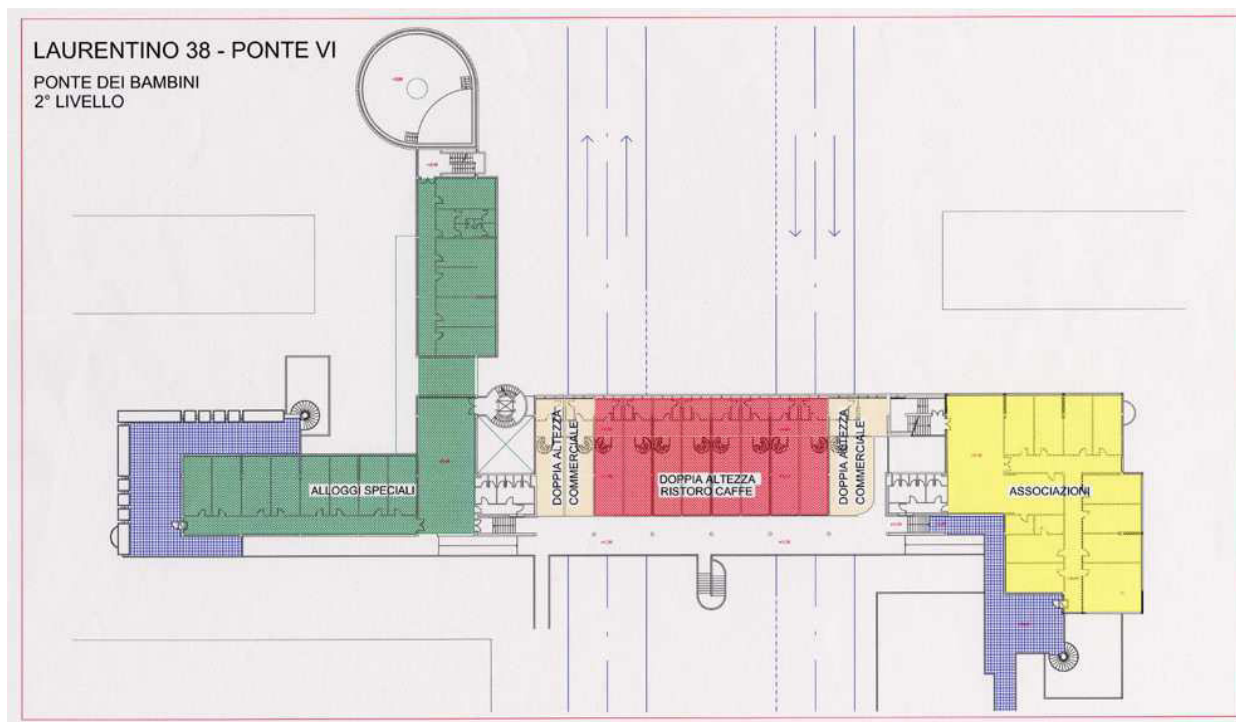 LAURENTINO 38 - PONTE VI
PONTE DEI BAMBINI
2° LIVELLO
ALLOGGI SPECIALI
DOPPIA ALTEZZA
COMMERCIALE
DOPPIA ALTEZZA
RISTORO CAFFE
DOPPIA ALTEZZA
COMMERCIALE
ASSOCIAZIONI